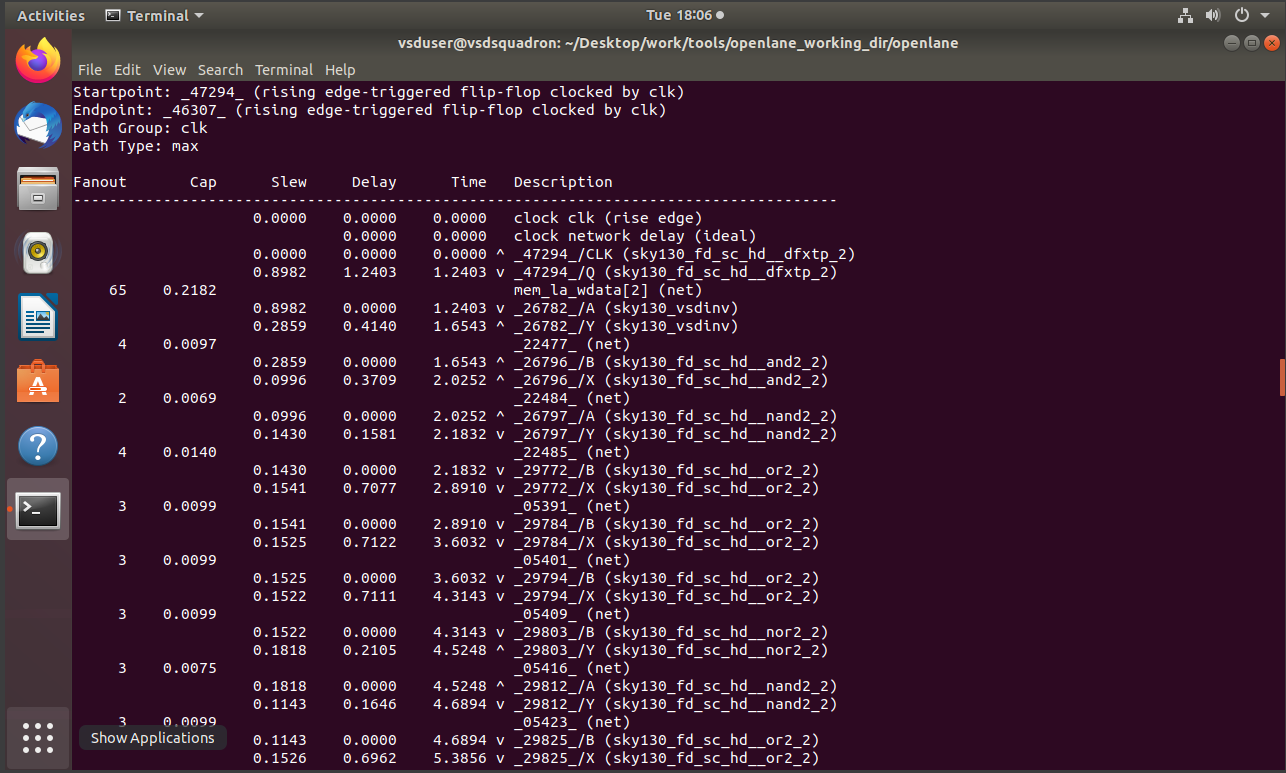 Activities Terminal Tue 18:06
vsduser@vsdsquadron: ~/Desktop/work/tools/openlane_working_dir/openlane
File Edit View Search Terminal Help
Startpoint: _47294_ (rising edge-triggered flip-flop clocked by clk)
Endpoint: _46307_ (rising edge-triggered flip-flop clocked by clk)
Path Group: clk
Path Type: max
Fanout Cap Slew Delay Time Description
-------------------------------------------------------------------------------------
0.0000 0.0000 0.0000 clock clk (rise edge)
0.0000 0.0000 clock network delay (ideal)
0.0000 0.0000 0.0000 ^ _47294_/CLK (sky130_fd_sc_hd__dfxtp_2)
0.8982 1.2403 1.2403 v _47294_/Q (sky130_fd_sc_hd__dfxtp_2)
65 0.2182 mem_la_wdata[2] (net)
0.8982 0.0000 1.2403 v _26782_/A (sky130_vsdinv)
0.2859 0.4140 1.6543 ^ _26782_/Y (sky130_vsdinv)
4 0.0097 _22477_ (net)
0.2859 0.0000 1.6543 ^ _26796_/B (sky130_fd_sc_hd__and2_2)
0.0996 0.3709 2.0252 ^ _26796_/X (sky130_fd_sc_hd__and2_2)
2 0.0069 _22484_ (net)
0.0996 0.0000 2.0252 ^ _26797_/A (sky130_fd_sc_hd__nand2_2)
0.1430 0.1581 2.1832 v _26797_/Y (sky130_fd_sc_hd__nand2_2)
4 0.0140 _22485_ (net)
0.1430 0.0000 2.1832 v _29772_/B (sky130_fd_sc_hd__or2_2)
0.1541 0.7077 2.8910 v _29772_/X (sky130_fd_sc_hd__or2_2)
3 0.0099 _05391_ (net)
0.1541 0.0000 2.8910 v _29784_/B (sky130_fd_sc_hd__or2_2)
0.1525 0.7122 3.6032 v _29784_/X (sky130_fd_sc_hd__or2_2)
3 0.0099 _05401_ (net)
0.1525 0.0000 3.6032 v _29794_/B (sky130_fd_sc_hd__or2_2)
0.1522 0.7111 4.3143 v _29794_/X (sky130_fd_sc_hd__or2_2)
3 0.0099 _05409_ (net)
0.1522 0.0000 4.3143 v _29803_/B (sky130_fd_sc_hd__nor2_2)
0.1818 0.2105 4.5248 ^ _29803_/Y (sky130_fd_sc_hd__nor2_2)
3 0.0075 _05416_ (net)
0.1818 0.0000 4.5248 ^ _29812_/A (sky130_fd_sc_hd__nand2_2)
0.1143 0.1646 4.6894 v _29812_/Y (sky130_fd_sc_hd__nand2_2)
3 0.0099 _05423_ (net)
Show Applications
0.1143 0.0000 4.6894 v _29825_/B (sky130_fd_sc_hd__or2_2)
0.1526 0.6962 5.3856 v _29825_/X (sky130_fd_sc_hd__or2_2)